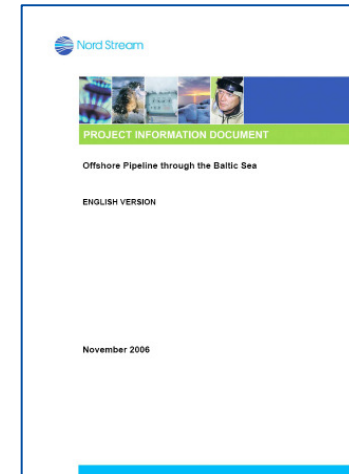 Nord Stream
PROJECT INFORMATION DOCUMENT
Offshore Pipeline through the Baltic Sea
ENGLISH VERSION
November 2006